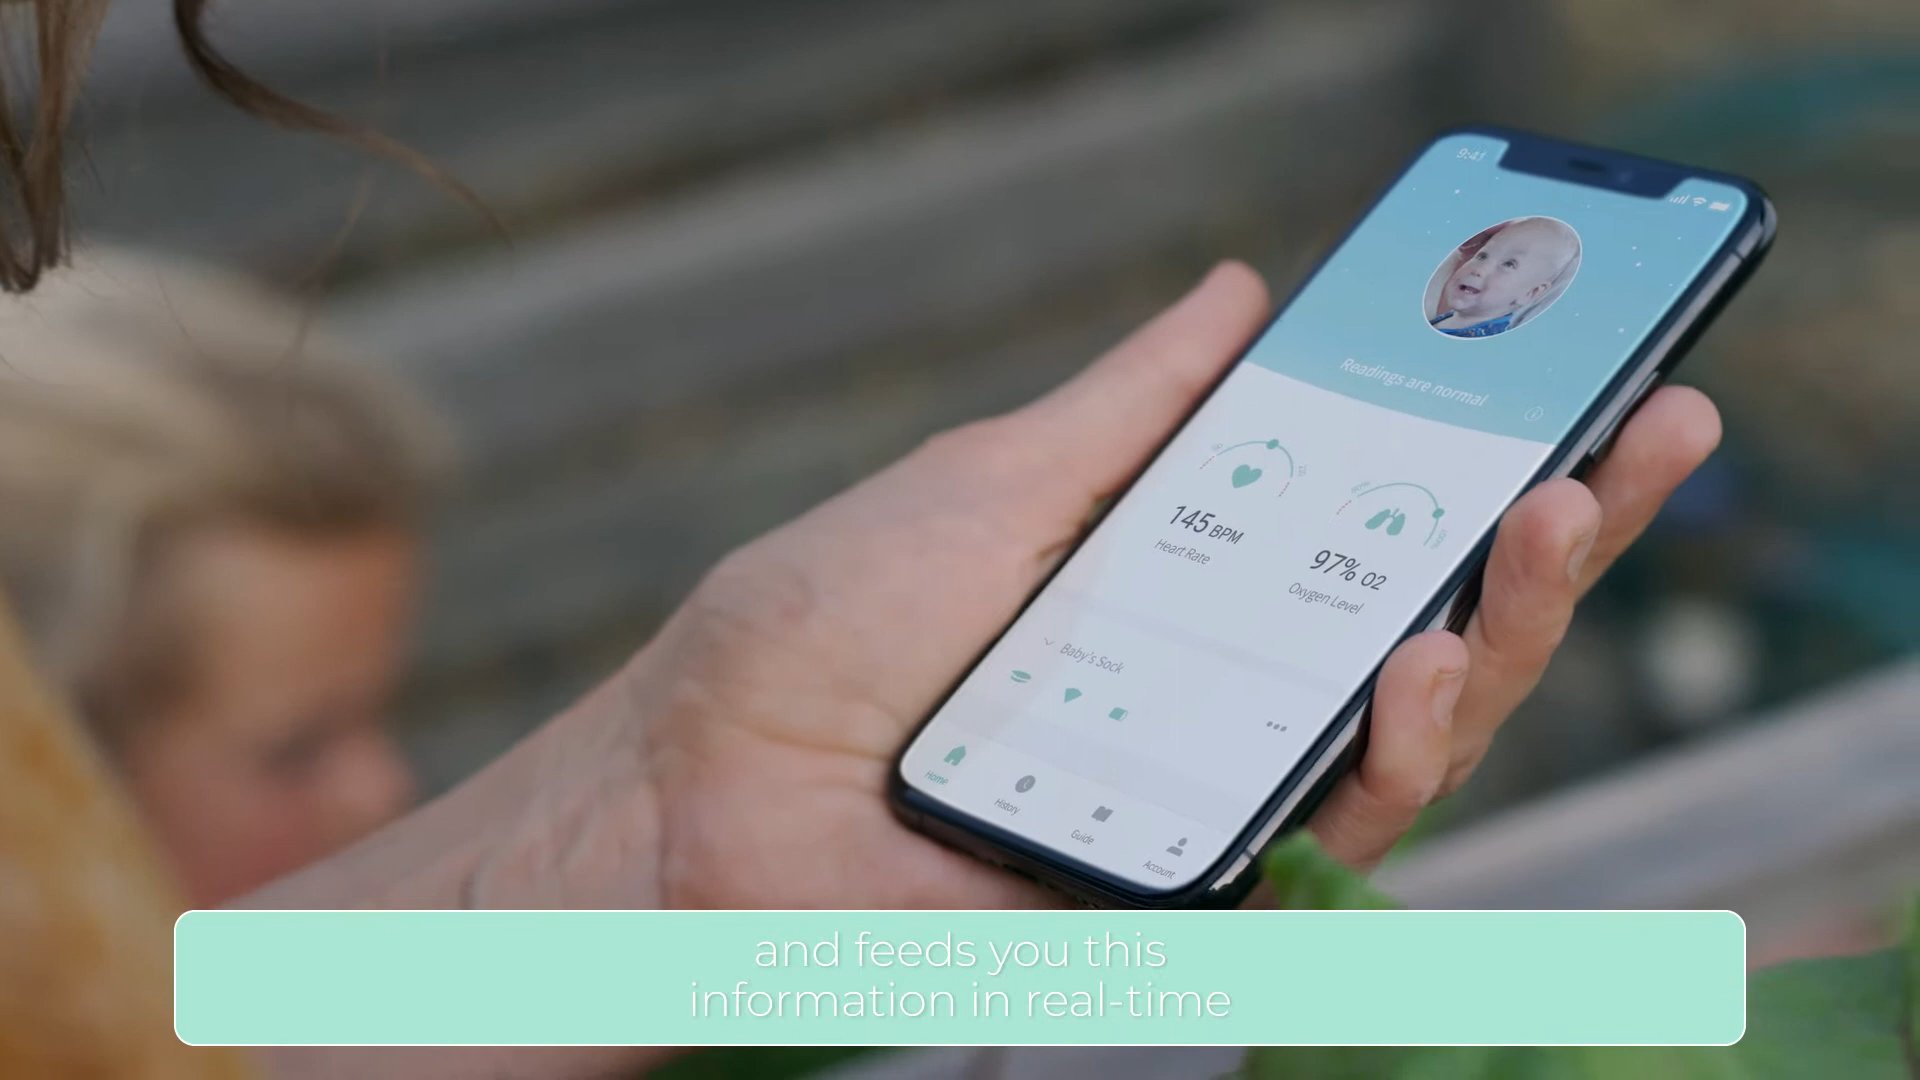 9:41
Readings are normal
145 BPM
Heart Rate
97% O2
Oxygen Level
Baby's Sock
Home
History
Guide
Account
and feeds you this
information in real-time